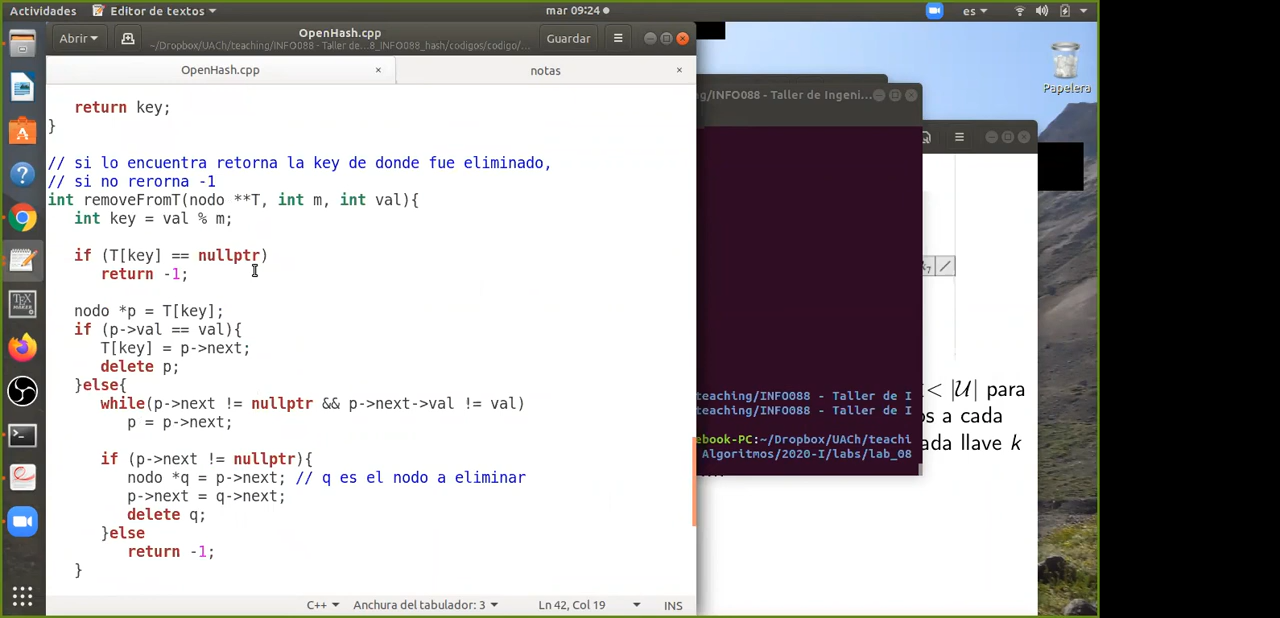 Actividades
Editor de textos
mar 09:24
es
Abrir
OpenHash.cpp
~/Dropbox/UACh/teaching/INFO088 - Taller de...8_INFO088_hash/codigos/codigo/...
Guardar
OpenHash.cpp
notas
return key;
}
// si lo encuentra retorna la key de donde fue eliminado,
// si no rerorna -1
int removeFromT(nodo **T, int m, int val){
int key = val % m;
if (T[key] == nullptr)
return -1;
nodo *p = T[key];
if (p->val == val){
T[key] = p->next;
delete p;
}else{
while(p->next != nullptr && p->next->val != val)
p = p->next;
if (p->next != nullptr){
nodo *q = p->next; // q es el nodo a eliminar
p->next = q->next;
delete q;
}else
return -1;
}
C++
Anchura del tabulador: 3
Ln 42, Col 19
INS
g/INFO088 - Taller de Ingeni...
teaching/INFO088 - Taller de I
teaching/INFO088 - Taller de I
ebook-PC:~/Dropbox/UACh/teachi
Algoritmos/2020-I/labs/lab_08
Papelera
< |𝒰| para
os a cada
ada llave k